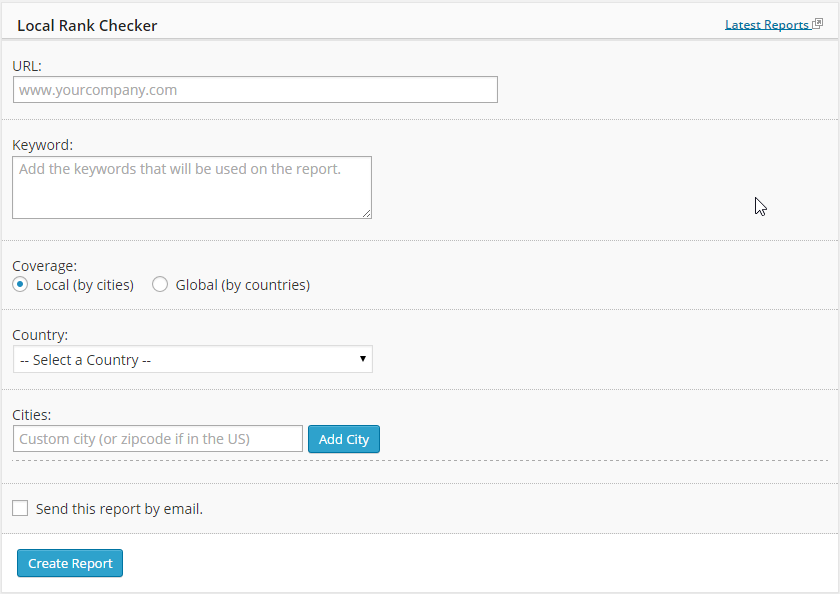 Local Rank Checker
Latest Reports
URL:
www.yourcompany.com
Keyword:
Add the keywords that will be used on the report.
Coverage:
Local (by cities) Global (by countries)
Country:
-- Select a Country --
Cities:
Custom city (or zipcode if in the US) Add City
Send this report by email.
Create Report